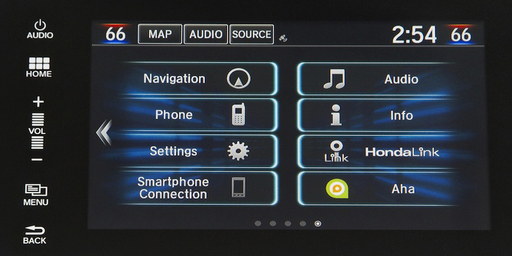 AUDIO
HOME
+
VOL
−
MENU
BACK
66 MAP AUDIO SOURCE 2:54 66
Navigation
Audio
Phone
Info
Settings
Link HondaLink
Smartphone
Connection
Aha